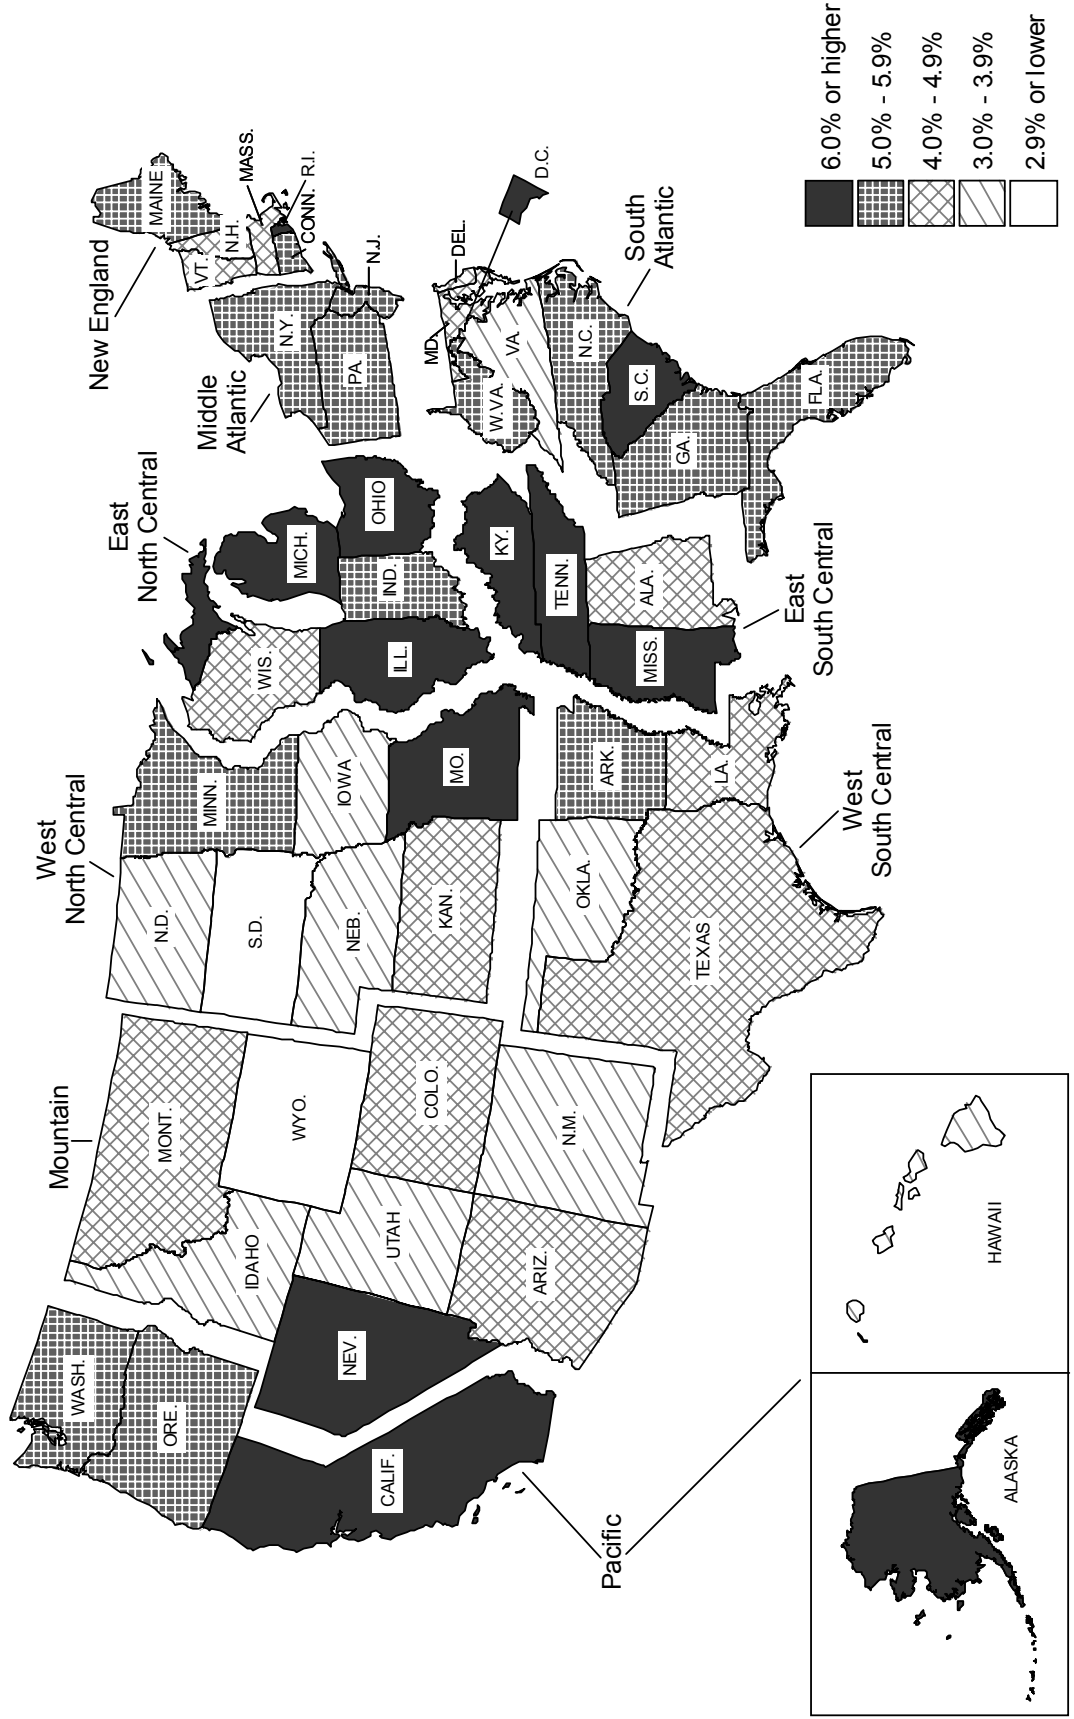 Pacific
Mountain
West
North Central
East
North Central
Middle
Atlantic
New England
South
Atlantic
East
South Central
West
South Central
WASH.
ORE.
CALIF.
NEV.
IDAHO
MONT.
WYO.
UTAH
COLO.
ARIZ.
N.M.
N.D.
S.D.
NEB.
KAN.
MINN.
IOWA
MO.
OKLA.
TEXAS
ARK.
LA.
WIS.
MICH.
ILL.
IND.
OHIO
KY.
TENN.
MISS.
ALA.
MAINE
VT.
N.H.
MASS.
R.I.
CONN.
N.Y.
PA.
N.J.
DEL.
MD.
D.C.
W.VA.
VA.
N.C.
S.C.
GA.
FLA.
ALASKA
HAWAII
6.0% or higher
5.0% - 5.9%
4.0% - 4.9%
3.0% - 3.9%
2.9% or lower